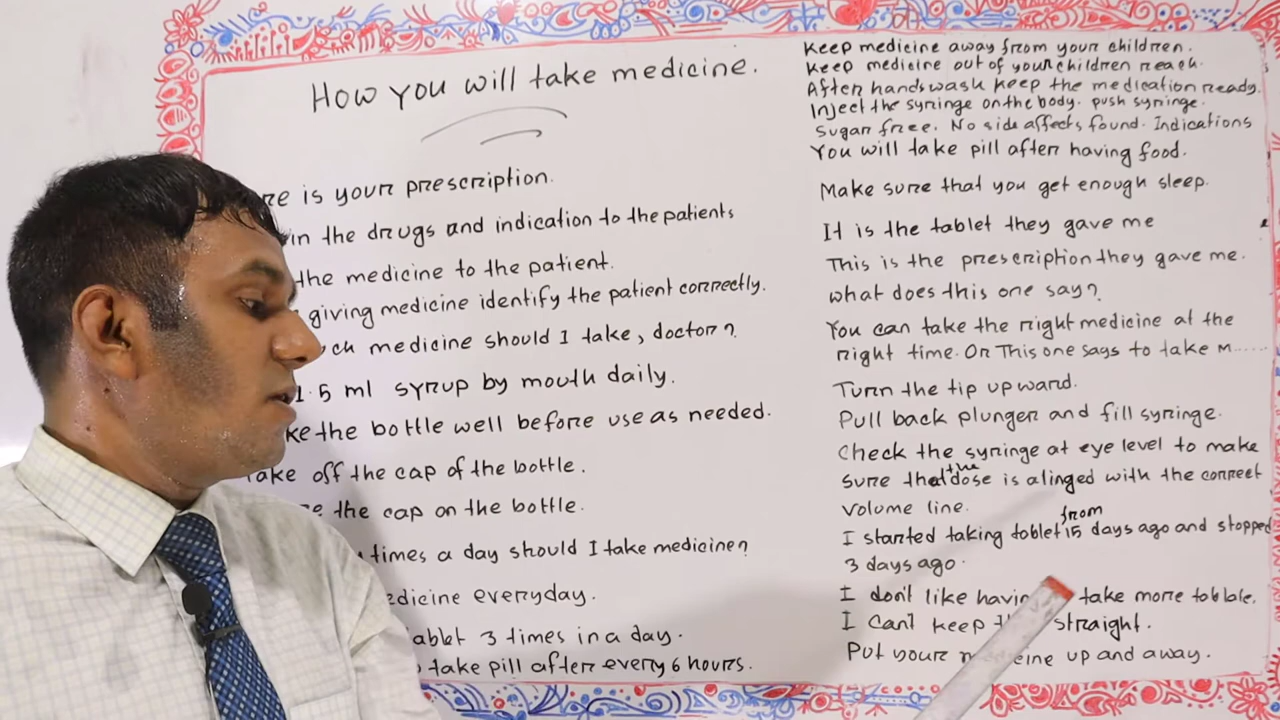 How you will take medicine.
is your prescription.
the drugs and indication to the patients
the medicine to the patient.
giving medicine identify the patient correctly.
medicine should I take, doctor?
1.5 ml syrup by mouth daily.
the bottle well before use as needed.
Take off the cap of the bottle.
the cap on the bottle.
times a day should I take medicine?
everyday.
3 times in a day.
take pill after every 6 hours.
Keep medicine away from your children.
Keep medicine out of your children reach.
After hands wash keep the medication ready.
Inject the syringe on the body. push syringe.
Sugar free. No side affects found. Indications
You will take pill after having food.
Make sure that you get enough sleep.
It is the tablet they gave me
This is the prescription they gave me.
What does this one say?
You can take the right medicine at the
right time. Or This one says to take m......
Turn the tip upward.
Pull back plunger and fill syringe.
Check the syringe at eye level to make
sure that the dose is alinged with the correct
volume line.
I started taking toblet from 15 days ago and stopped
3 days ago.
I don't like take more tobble.
I can't keep straight.
Put your up and away.